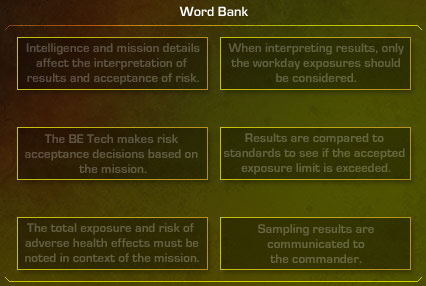 Word Bank
Intelligence and mission details
affect the interpretation of
results and acceptance of risk.
When interpreting results, only
the workday exposures should
be considered.
The BE Tech makes risk
acceptance decisions based on
the mission.
Results are compared to
standards to see if the accepted
exposure limit is exceeded.
The total exposure and risk of
adverse health effects must be
noted in context of the mission.
Sampling results are
communicated to
the commander.